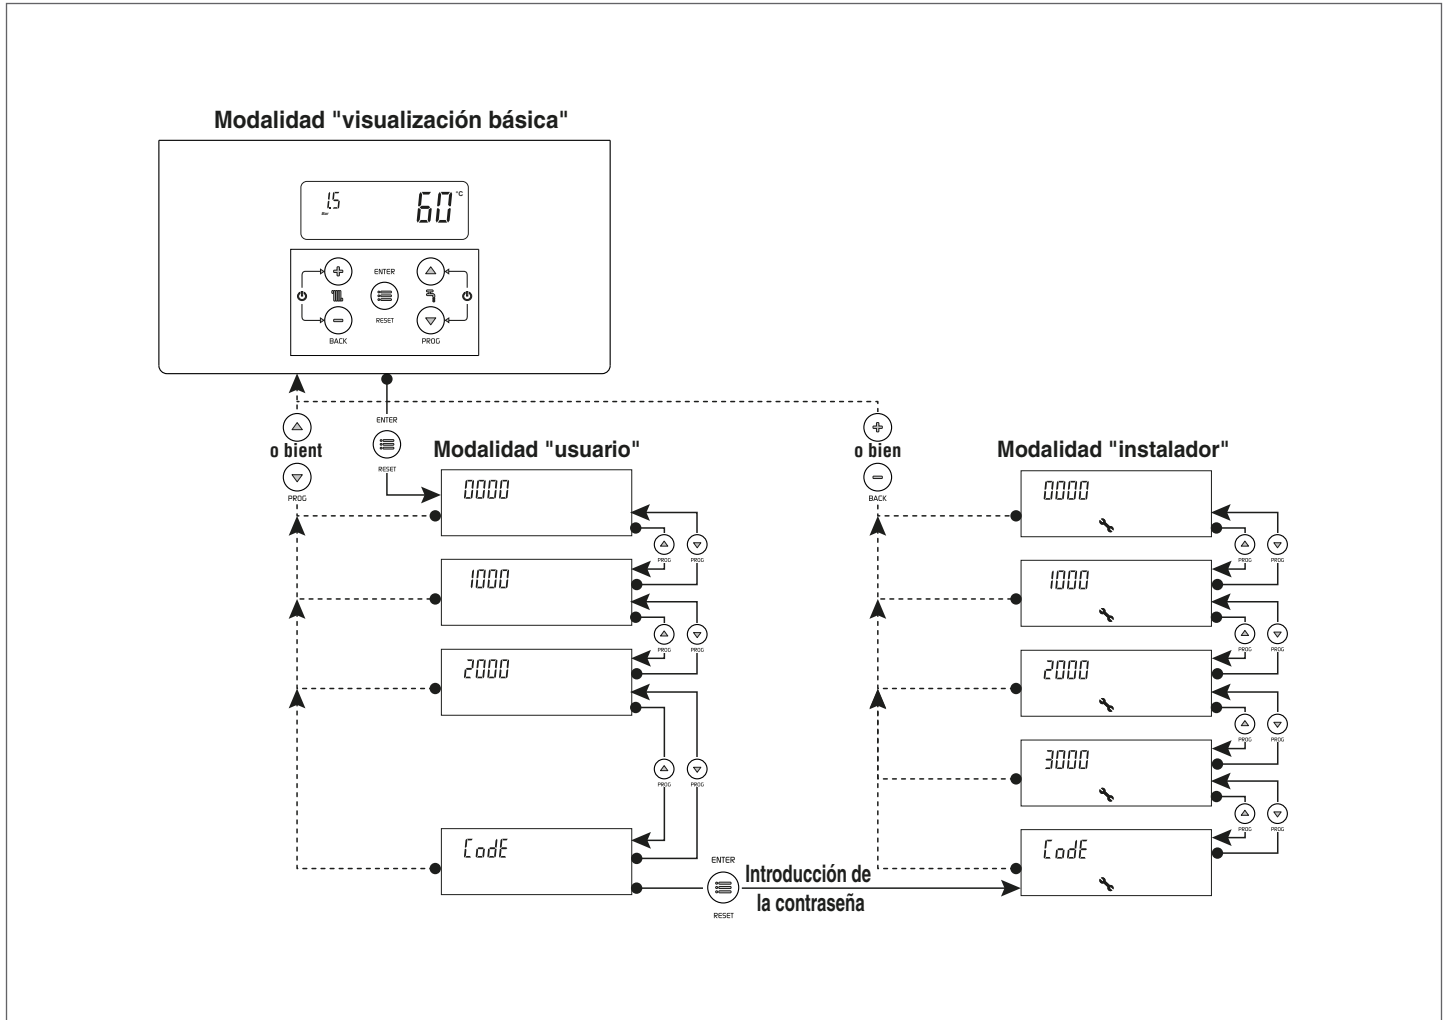 Modalidad "visualización básica"
1.5
Bar
60 °C
ENTER
RESET
BACK
PROG
ENTER
RESET
o bient
PROG
o bien
BACK
Modalidad "usuario"
0000
PROG
PROG
1000
PROG
PROG
2000
PROG
PROG
CodE
ENTER
RESET
Introducción de
la contraseña
Modalidad "instalador"
0000
PROG
PROG
1000
PROG
PROG
2000
PROG
PROG
3000
PROG
PROG
CodE